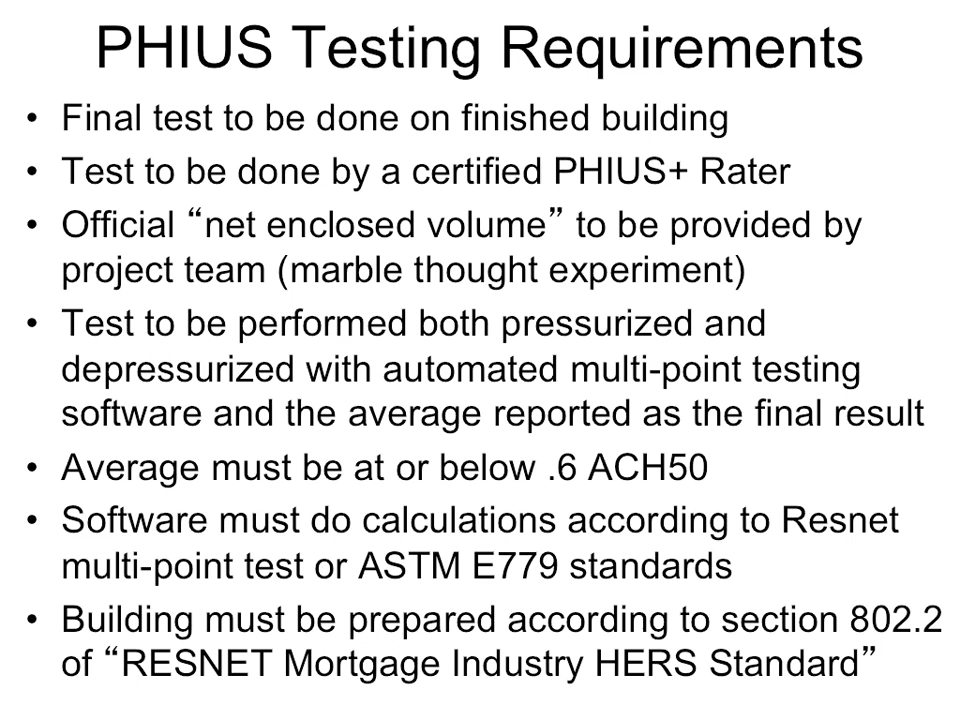 PHIUS Testing Requirements
• Final test to be done on finished building
• Test to be done by a certified PHIUS+ Rater
• Official “net enclosed volume” to be provided by
project team (marble thought experiment)
• Test to be performed both pressurized and
depressurized with automated multi-point testing
software and the average reported as the final result
• Average must be at or below .6 ACH50
• Software must do calculations according to Resnet
multi-point test or ASTM E779 standards
• Building must be prepared according to section 802.2
of “RESNET Mortgage Industry HERS Standard”